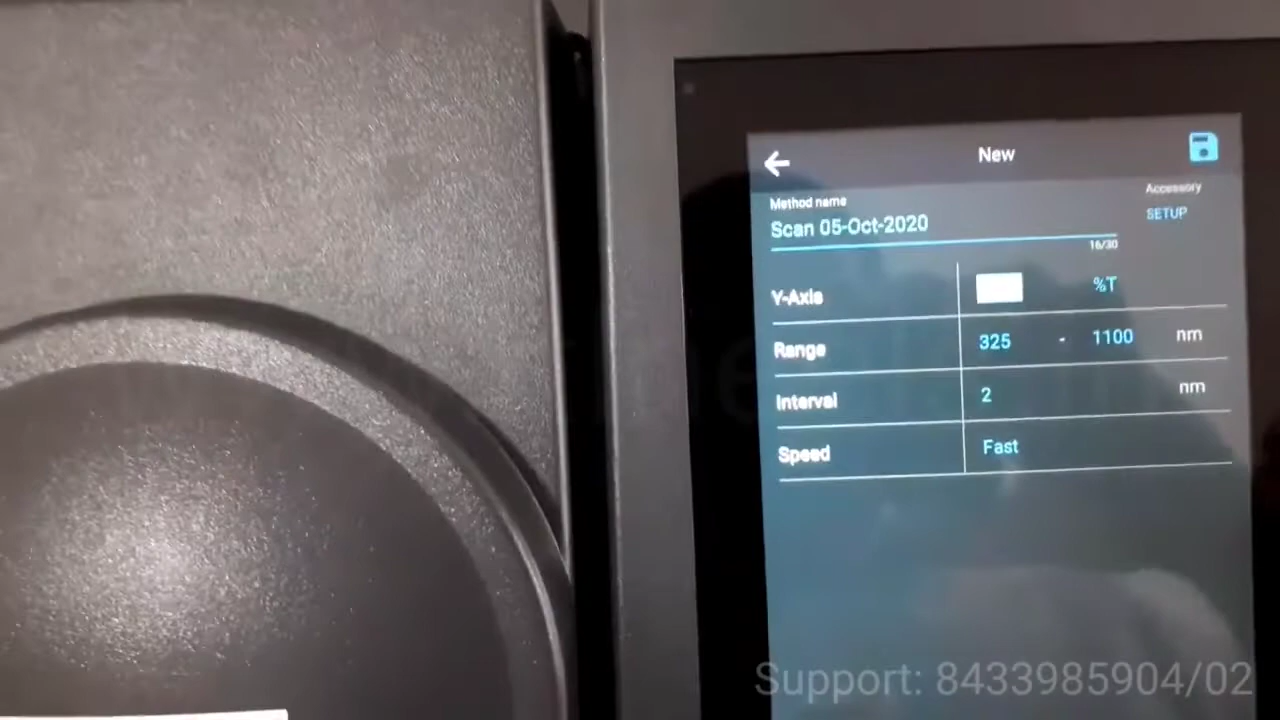 New
Accessory
Method name
SETUP
Scan 05-Oct-2020
16/30
Y-Axis %T
Range 325 - 1100 nm
Interval 2 nm
Speed Fast
Support: 8433985904/02